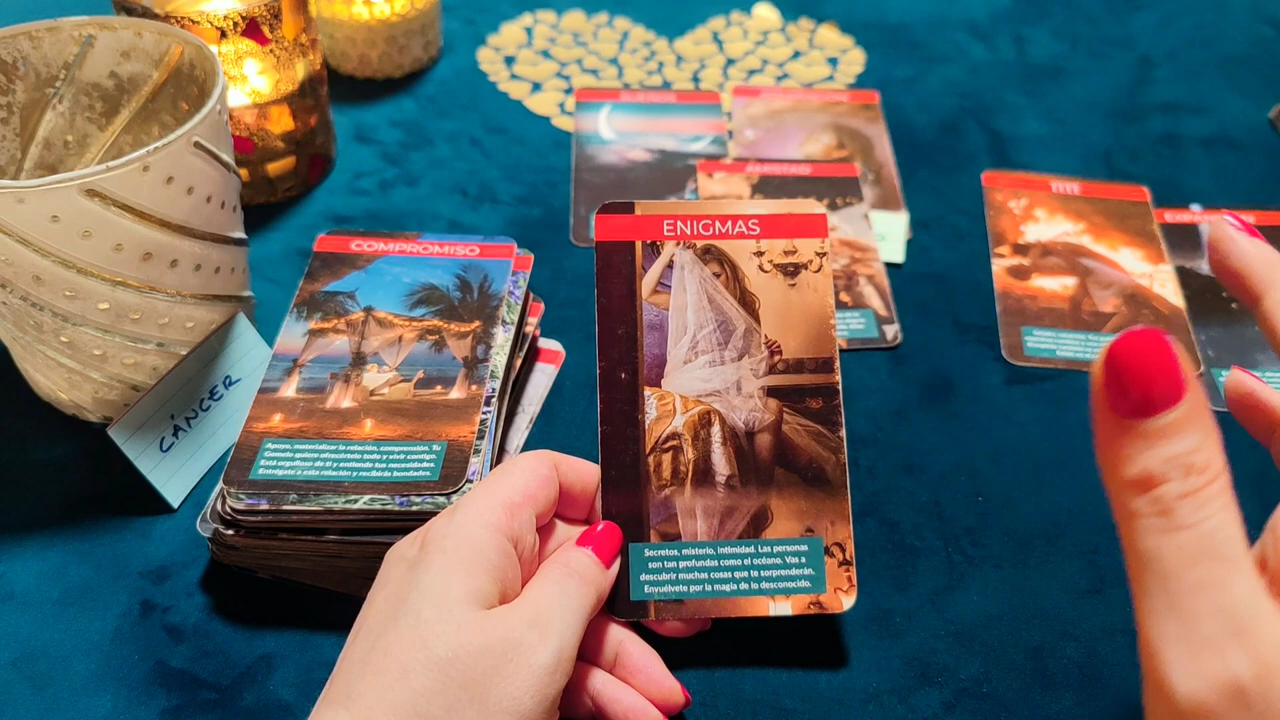 AMISTAD
ENIGMAS
COMPROMISO
EXPANSIÓN
CÁNCER
Apoyo, materializar la relación, comprensión. Tu
Gemelo quiere ofrecértelo todo y vivir contigo.
Está orgulloso de ti y entiende tus necesidades.
Entrégate a esta relación y recibirás bondades.
Secretos, misterio, intimidad. Las personas
son tan profundas como el océano. Vas a
descubrir muchas cosas que te sorprenderán.
Envuélvete por la magia de lo desconocido.